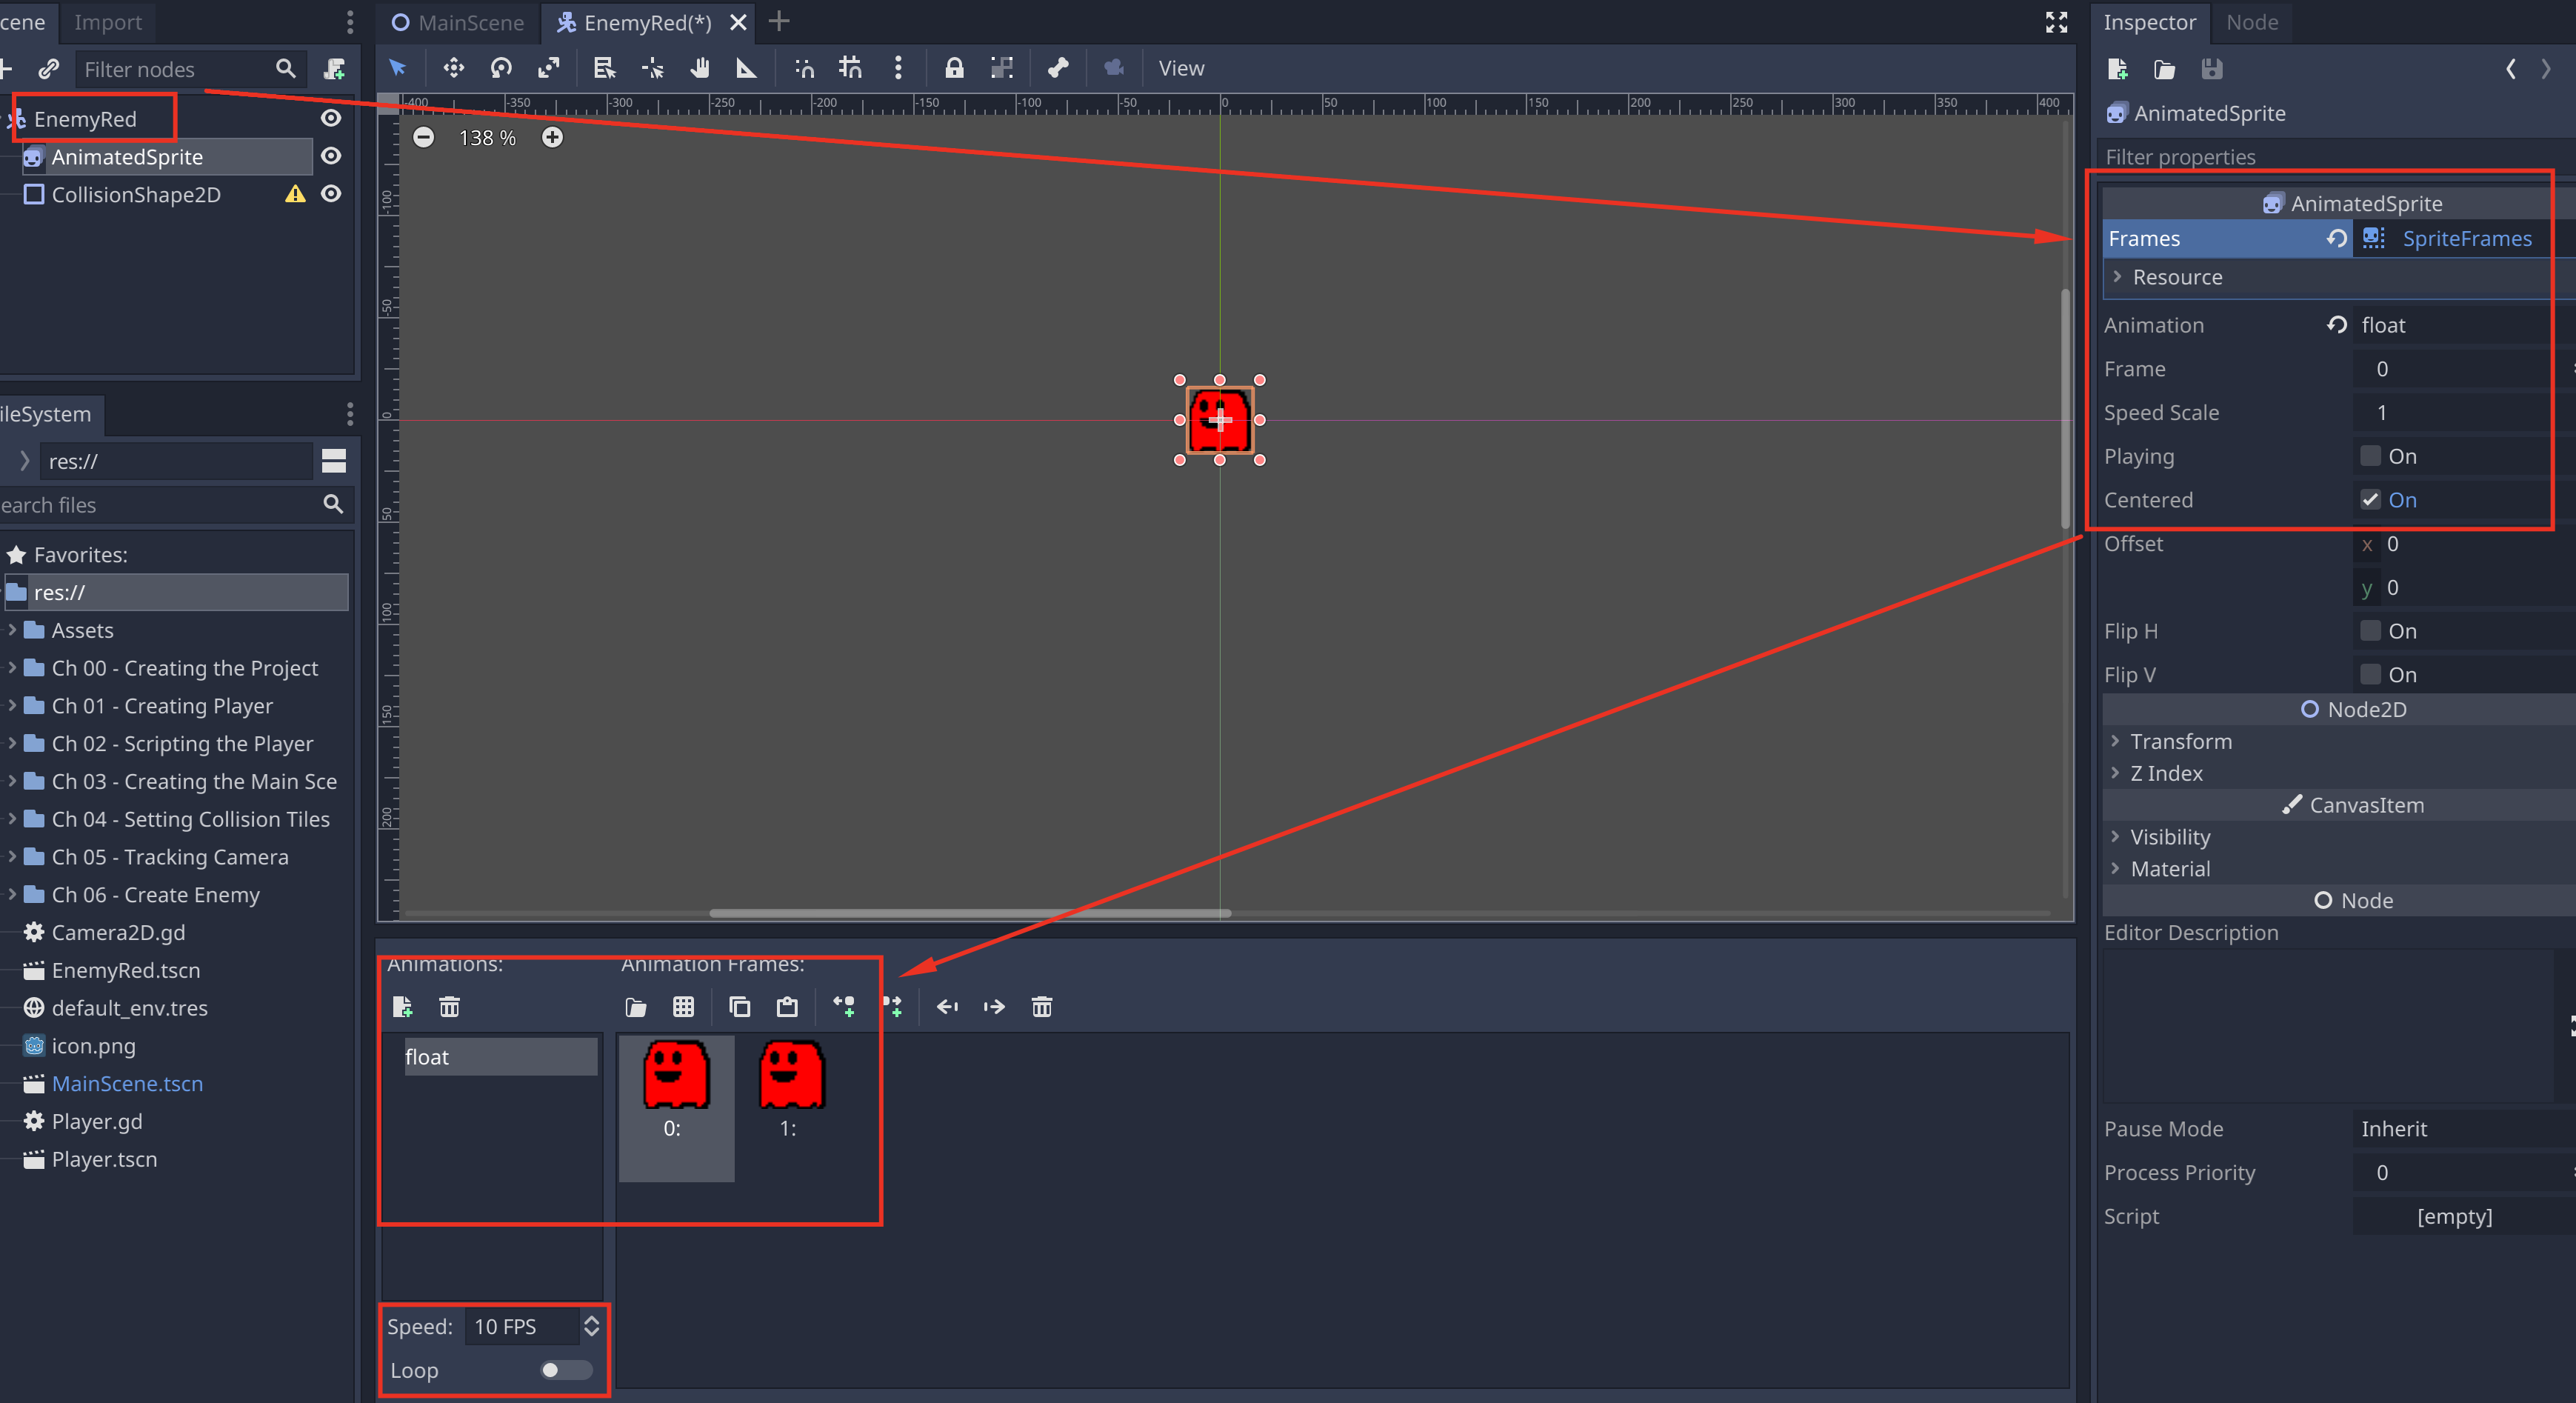 cene
Import
MainScene
EnemyRed(*)
Inspector
Node
Filter nodes
View
-400
-350
-300
-250
-200
-150
-100
-50
0
50
100
150
200
250
300
350
400
EnemyRed
138 %
AnimatedSprite
AnimatedSprite
CollisionShape2D
Filter properties
AnimatedSprite
Frames
SpriteFrames
Resource
Animation
float
Frame
0
Speed Scale
1
Playing
On
Centered
On
Offset
x 0
y 0
Flip H
On
Flip V
On
Node2D
Transform
Z Index
CanvasItem
Visibility
Material
Node
Editor Description
Pause Mode
Inherit
Process Priority
0
Script
[empty]
-100
-50
0
50
100
150
200
ileSystem
res://
earch files
Favorites:
res://
Assets
Ch 00 - Creating the Project
Ch 01 - Creating Player
Ch 02 - Scripting the Player
Ch 03 - Creating the Main Sce
Ch 04 - Setting Collision Tiles
Ch 05 - Tracking Camera
Ch 06 - Create Enemy
Camera2D.gd
EnemyRed.tscn
default_env.tres
icon.png
MainScene.tscn
Player.gd
Player.tscn
Animations:
Animation Frames:
float
0:
1:
Speed:
10 FPS
Loop